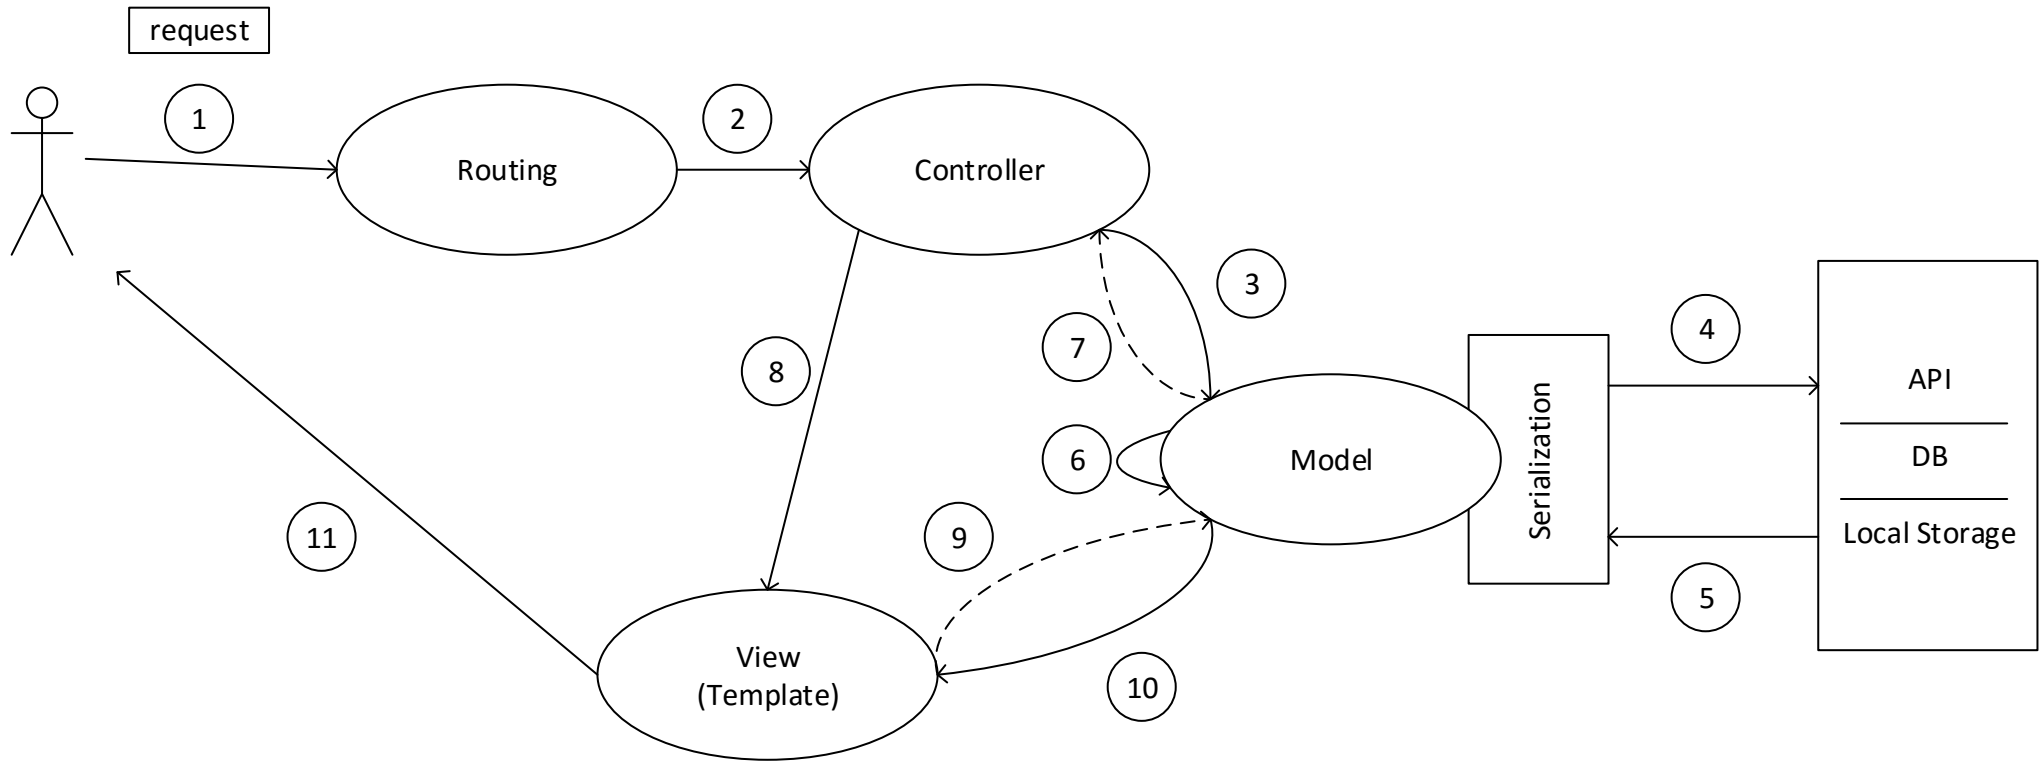 request
1
2
Routing
Controller
3
4
7
8
API
6
Model
Serialization
DB
9
11
Local Storage
5
View
(Template)
10